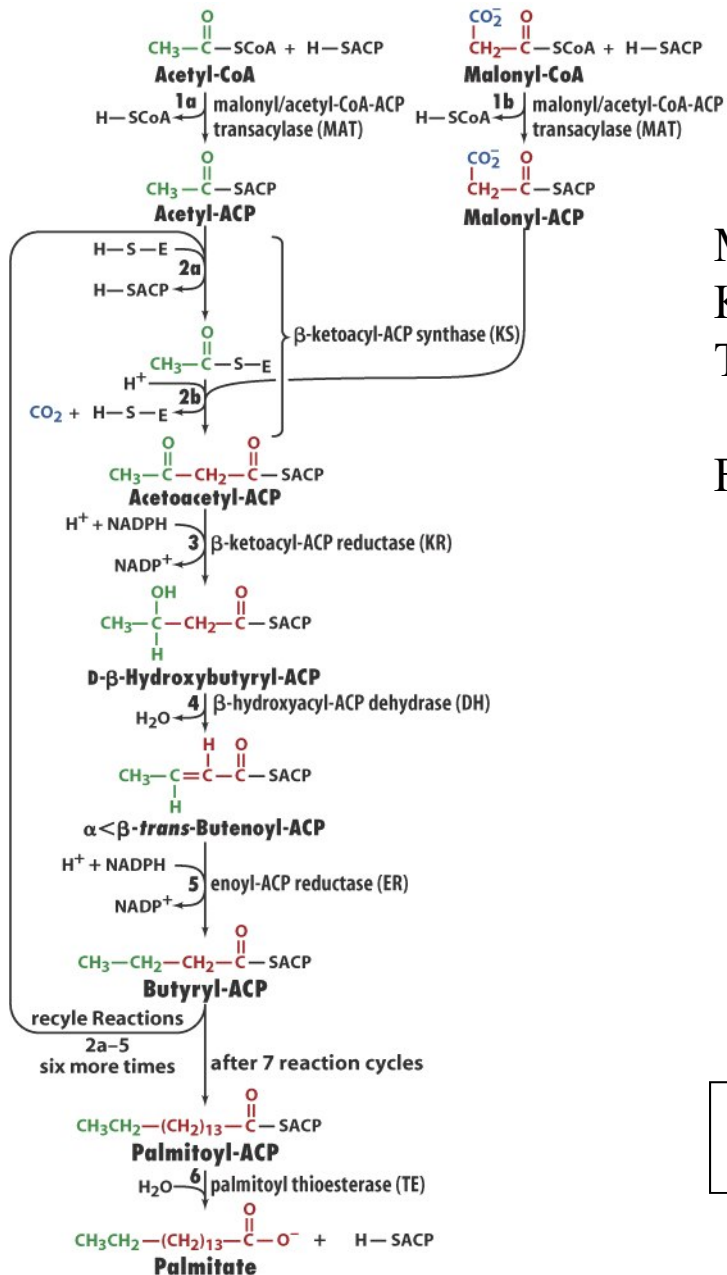 O
CH3—C—SCoA + H—SACP
Acetyl-CoA
1a malonyl/acetyl-CoA-ACP
H—SCoA transacylase (MAT)
O
CH3—C—SACP
Acetyl-ACP
CO2− O
CH2—C—SCoA + H—SACP
Malonyl-CoA
1b malonyl/acetyl-CoA-ACP
H—SCoA transacylase (MAT)
CO2− O
CH2—C—SACP
Malonyl-ACP
H—S—E
2a
H—SACP
β-ketoacyl-ACP synthase (KS)
O
CH3—C—S—E
H+
2b
CO2 + H—S—E
O O
CH3—C—CH2—C—SACP
Acetoacetyl-ACP
H+ + NADPH
3 β-ketoacyl-ACP reductase (KR)
NADP+
OH O
CH3—C—CH2—C—SACP
H
D-β-Hydroxybutyryl-ACP
4 β-hydroxyacyl-ACP dehydrase (DH)
H2O
H O
CH3—C=C—C—SACP
H
α<β-trans-Butenoyl-ACP
H+ + NADPH
5 enoyl-ACP reductase (ER)
NADP+
O
CH3—CH2—CH2—C—SACP
Butyryl-ACP
recyle Reactions
2a–5
six more times
after 7 reaction cycles
O
CH3CH2—(CH2)13—C—SACP
Palmitoyl-ACP
6 palmitoyl thioesterase (TE)
H2O
O
CH3CH2—(CH2)13—C—O− + H—SACP
Palmitate